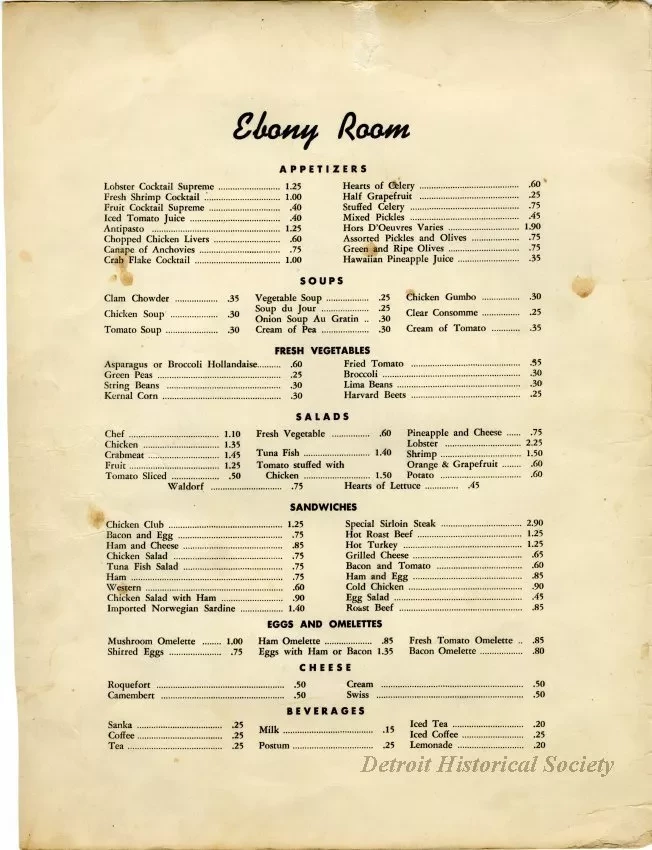 Ebony Room
APPETIZERS
Lobster Cocktail Supreme .................... 1.25
Fresh Shrimp Cocktail .................... 1.00
Fruit Cocktail Supreme .................... .40
Iced Tomato Juice .................... .40
Antipasto .................... 1.25
Chopped Chicken Livers .................... .60
Canape of Anchovies .................... .75
Crab Flake Cocktail .................... 1.00
Hearts of Celery .................... .60
Half Grapefruit .................... .25
Stuffed Celery .................... .75
Mixed Pickles .................... .45
Hors D'Oeuvres Varies .................... 1.90
Assorted Pickles and Olives .................... .75
Green and Ripe Olives .................... .75
Hawaiian Pineapple Juice .................... .35
SOUPS
Clam Chowder ............ .35
Chicken Soup ............ .30
Tomato Soup ............ .30
Vegetable Soup ............ .25
Soup du Jour ............ .25
Onion Soup Au Gratin .. .30
Cream of Pea ............ .30
Chicken Gumbo ............ .30
Clear Consomme ............ .25
Cream of Tomato ............ .35
FRESH VEGETABLES
Asparagus or Broccoli Hollandaise......... .60
Green Peas .................... .25
String Beans .................... .30
Kernal Corn .................... .30
Fried Tomato .................... .35
Broccoli .................... .30
Lima Beans .................... .30
Harvard Beets .................... .25
SALADS
Chef .................... 1.10
Chicken .................... 1.35
Crabmeat .................... 1.45
Fruit .................... 1.25
Tomato Sliced .................... .50
Fresh Vegetable ............ .60
Tuna Fish .................... 1.40
Tomato stuffed with
Chicken .................... 1.50
Pineapple and Cheese ..... .75
Lobster .................... 2.25
Shrimp .................... 1.50
Orange & Grapefruit ....... .60
Potato .................... .60
Waldorf .................... .75
Hearts of Lettuce ............ .45
SANDWICHES
Chicken Club .................... 1.25
Bacon and Egg .................... .75
Ham and Cheese .................... .85
Chicken Salad .................... .75
Tuna Fish Salad .................... .75
Ham .................... .75
Western .................... .60
Chicken Salad with Ham .................... .90
Imported Norwegian Sardine ............ 1.40
Special Sirloin Steak .................... 2.90
Hot Roast Beef .................... 1.25
Hot Turkey .................... 1.25
Grilled Cheese .................... .65
Bacon and Tomato .................... .60
Ham and Egg .................... .85
Cold Chicken .................... .90
Egg Salad .................... .45
Roast Beef .................... .85
EGGS AND OMELETTES
Mushroom Omelette ....... 1.00
Shirred Eggs .................... .75
Ham Omelette .................... .85
Eggs with Ham or Bacon 1.35
Fresh Tomato Omelette .. .85
Bacon Omelette ............ .80
CHEESE
Roquefort .................... .50
Camembert .................... .50
Cream .................... .50
Swiss .................... .50
BEVERAGES
Sanka .................... .25
Coffee .................... .25
Tea .................... .25
Milk .................... .15
Postum .................... .25
Iced Tea .................... .20
Iced Coffee .................... .25
Lemonade .................... .20
Detroit Historical Society